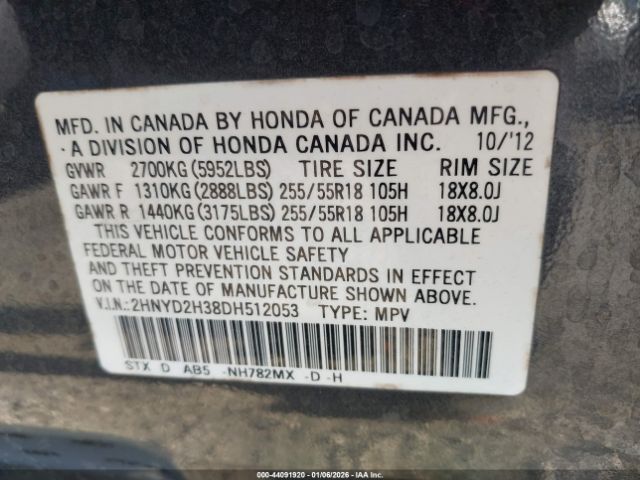 MFD. IN CANADA BY HONDA OF CANADA MFG.,
A DIVISION OF HONDA CANADA INC. 10/'12
GVWR 2700KG (5952LBS) TIRE SIZE RIM SIZE
GAWR F 1310KG (2888LBS) 255/55R18 105H 18X8.0J
GAWR R 1440KG (3175LBS) 255/55R18 105H 18X8.0J
THIS VEHICLE CONFORMS TO ALL APPLICABLE
FEDERAL MOTOR VEHICLE SAFETY
AND THEFT PREVENTION STANDARDS IN EFFECT
ON THE DATE OF MANUFACTURE SHOWN ABOVE.
V.I.N.: 2HNYD2H38DH512053 TYPE: MPV
STX D AB5 -NH782MX -D -H
000-44091920 | 01/06/2026 | IAA Inc.